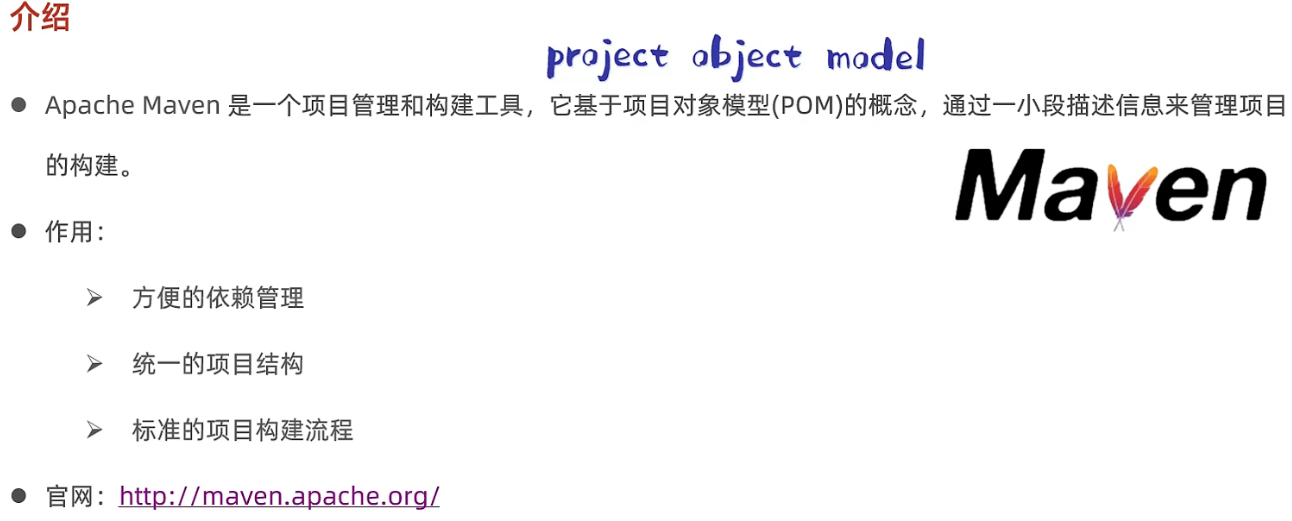 介绍
project object model
● Apache Maven 是一个项目管理和构建工具，它基于项目对象模型(POM)的概念，通过一小段描述信息来管理项目
的构建。
Maven
● 作用：
➢ 方便的依赖管理
➢ 统一的项目结构
➢ 标准的项目构建流程
● 官网：http://maven.apache.org/